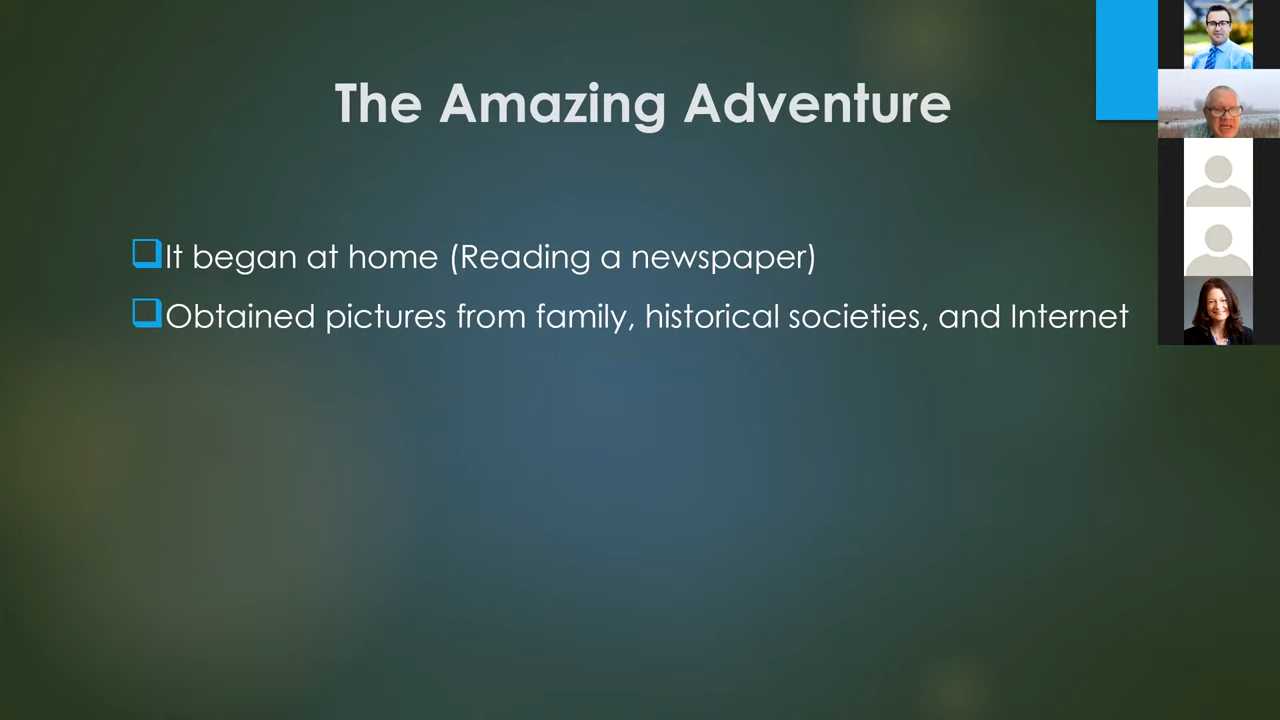 The Amazing Adventure
It began at home (Reading a newspaper)
Obtained pictures from family, historical societies, and Internet